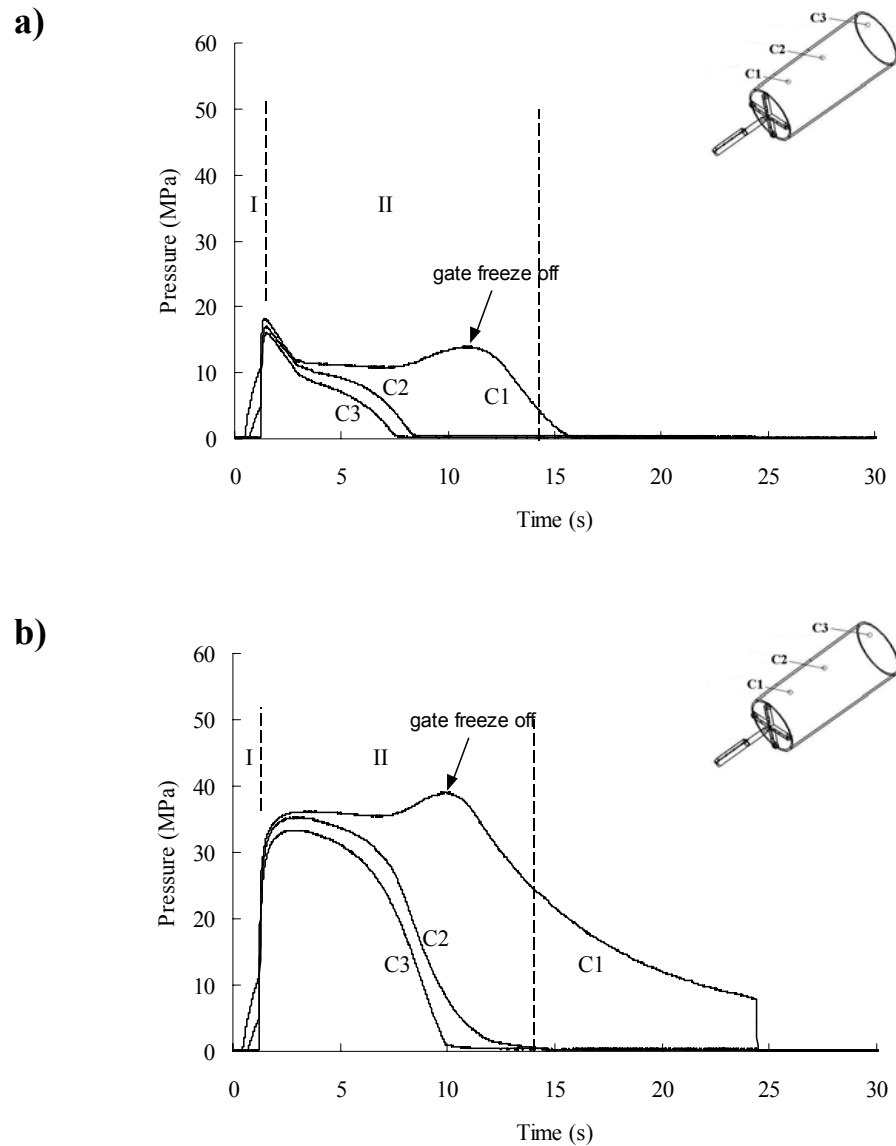 a)
C3
C2
C1
60
50
40
30
20
10
0
Pressure (MPa)
I
II
gate freeze off
C2
C3
C1
0 5 10 15 20 25 30
Time (s)
b)
C3
C2
C1
60
50
40
30
20
10
0
Pressure (MPa)
I
II
gate freeze off
C2
C3
C1
0 5 10 15 20 25 30
Time (s)